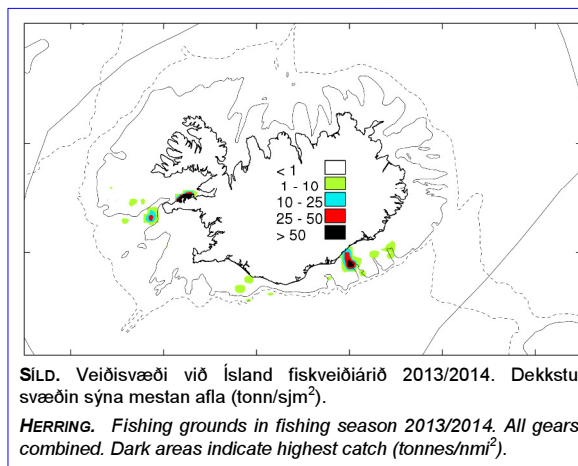 < 1
1 - 10
10 - 25
25 - 50
> 50
SÍLD. Veiðisvæði við Ísland fiskveiðiárið 2013/2014. Dekkstu
svæðin sýna mestan afla (tonn/sjm²).
HERRING. Fishing grounds in fishing season 2013/2014. All gears
combined. Dark areas indicate highest catch (tonnes/nmi²).